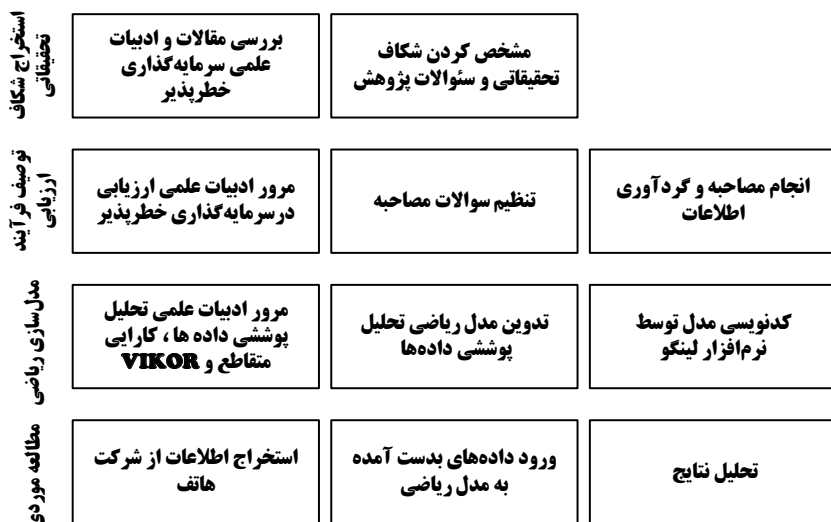 استخراج شکاف
تحقیقاتی
بررسی مقالات و ادبیات
علمی سرمایه‌گذاری
خطرپذیر
مشخص کردن شکاف
تحقیقاتی و سئوالات پژوهش
توصیف فرآیند
ارزیابی
مرور ادبیات علمی ارزیابی
درسرمایه‌گذاری خطرپذیر
تنظیم سوالات مصاحبه
انجام مصاحبه و گردآوری
اطلاعات
مدل‌سازی ریاضی
مرور ادبیات علمی تحلیل
پوششی داده ها ، کارایی
متقاطع و VIKOR
تدوین مدل ریاضی تحلیل
پوششی داده‌ها
کدنویسی مدل توسط
نرم‌افزار لینگو
مطالعه موردی
استخراج اطلاعات از شرکت
هاتف
ورود داده‌های بدست آمده
به مدل ریاضی
تحلیل نتایج